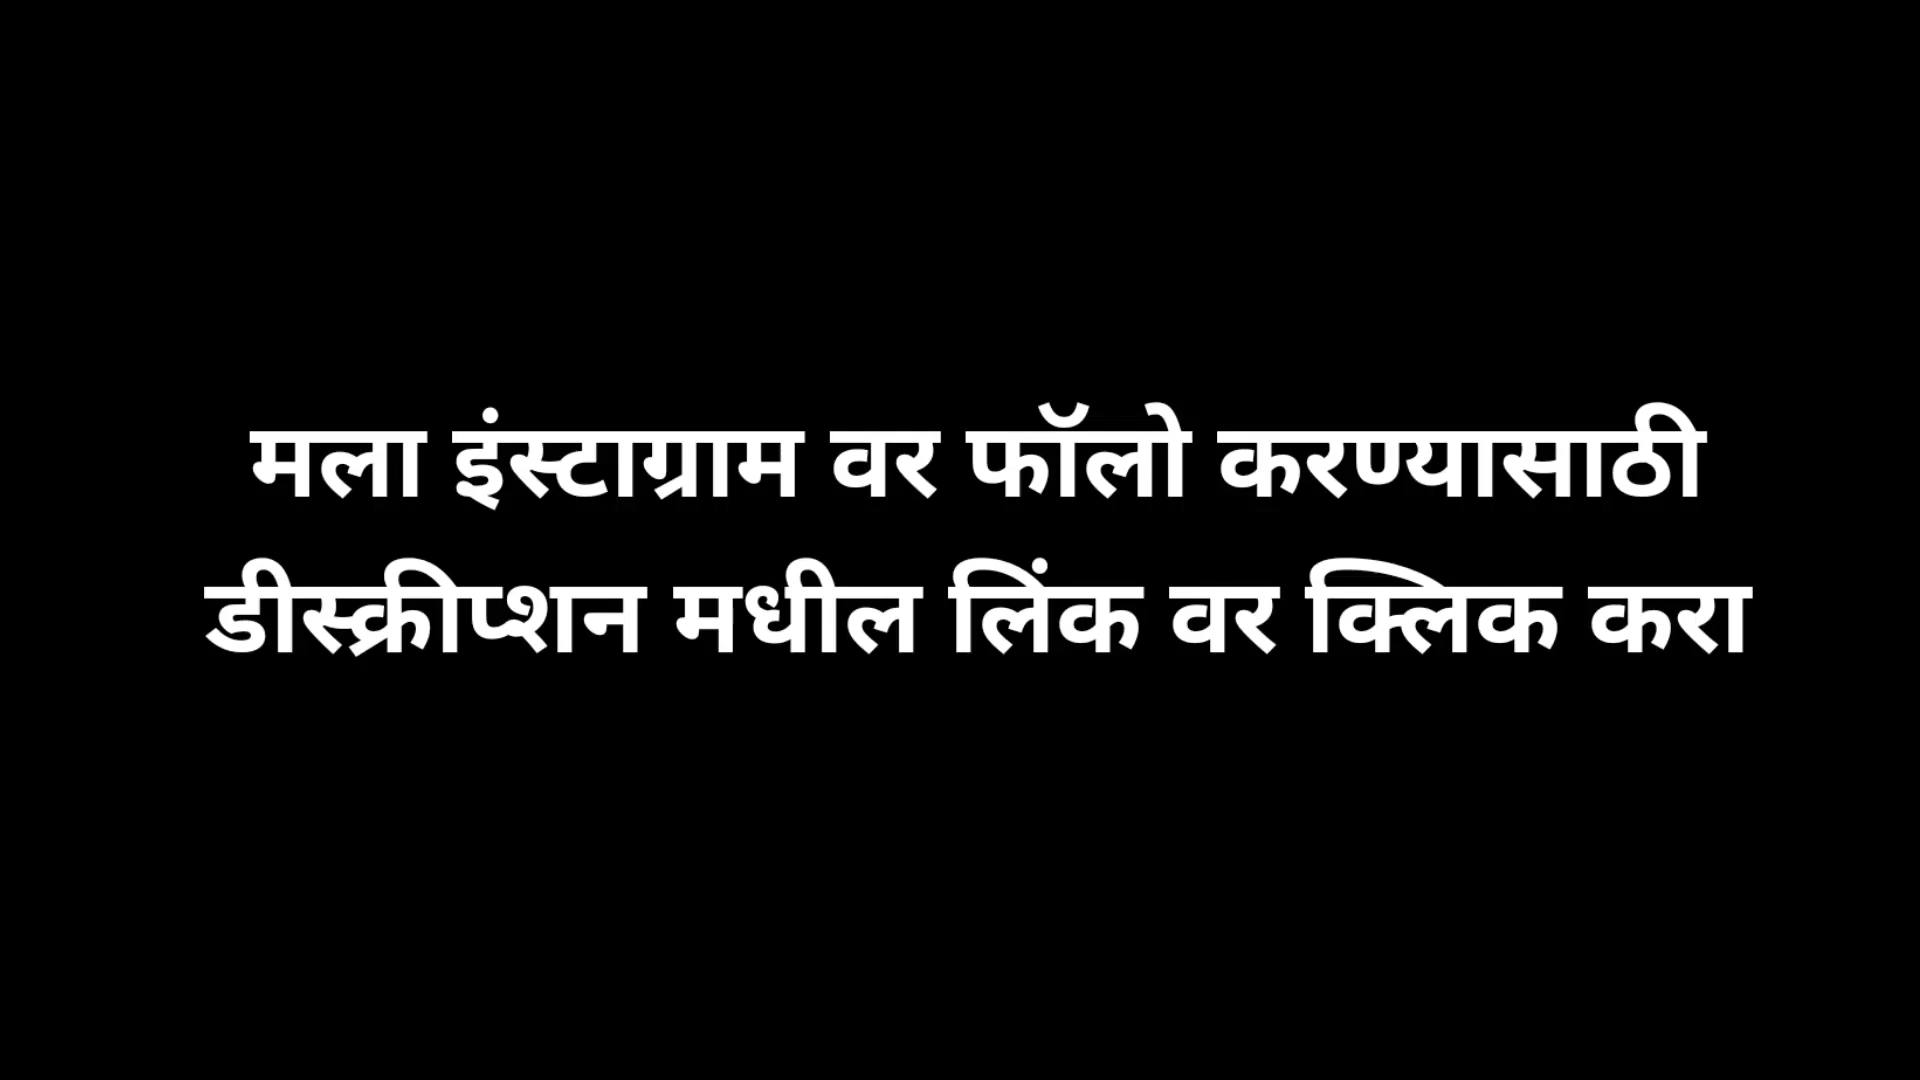 मला इंस्टाग्राम वर फॉलो करण्यासाठी
डीस्क्रीप्शन मधील लिंक वर क्लिक करा